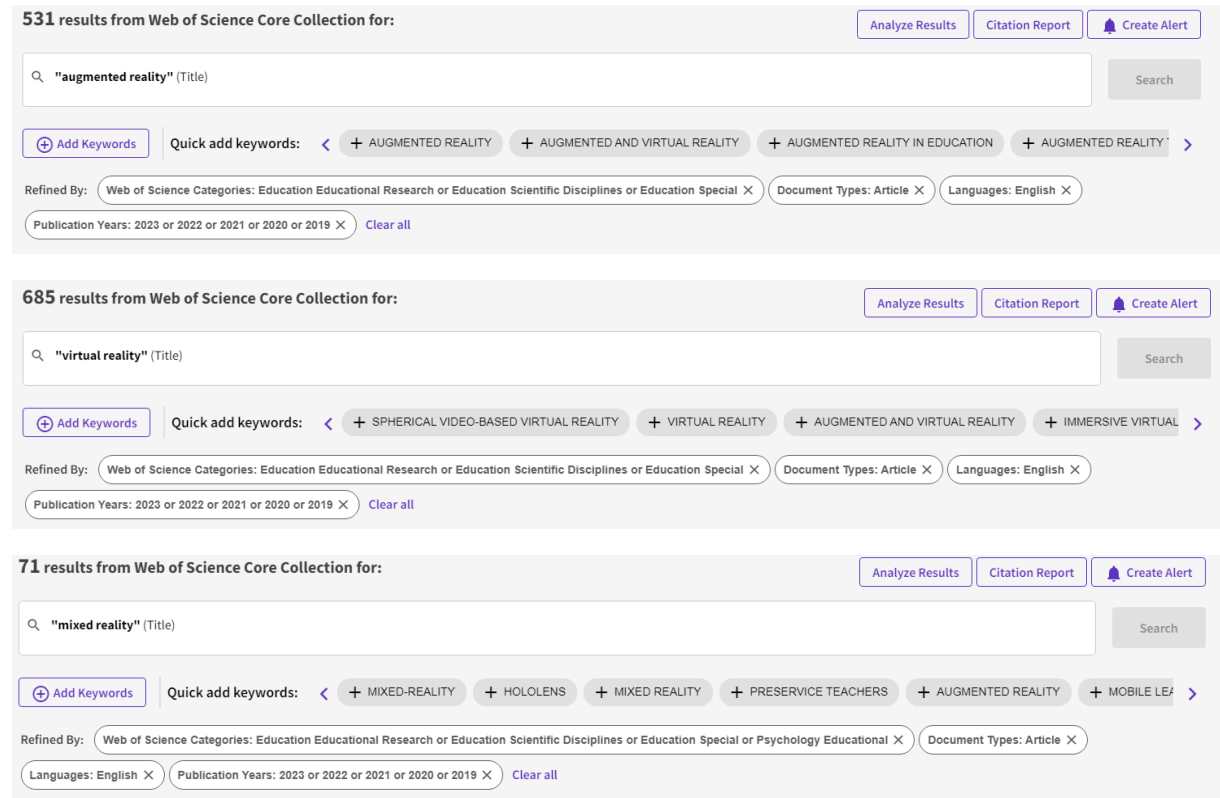 531 results from Web of Science Core Collection for:
Analyze Results Citation Report Create Alert
"augmented reality" (Title)
Search
Add Keywords Quick add keywords: + AUGMENTED REALITY + AUGMENTED AND VIRTUAL REALITY + AUGMENTED REALITY IN EDUCATION + AUGMENTED REALITY
Refined By: Web of Science Categories: Education Educational Research or Education Scientific Disciplines or Education Special × Document Types: Article × Languages: English ×
Publication Years: 2023 or 2022 or 2021 or 2020 or 2019 × Clear all
685 results from Web of Science Core Collection for:
Analyze Results Citation Report Create Alert
"virtual reality" (Title)
Search
Add Keywords Quick add keywords: + SPHERICAL VIDEO-BASED VIRTUAL REALITY + VIRTUAL REALITY + AUGMENTED AND VIRTUAL REALITY + IMMERSIVE VIRTUAL
Refined By: Web of Science Categories: Education Educational Research or Education Scientific Disciplines or Education Special × Document Types: Article × Languages: English ×
Publication Years: 2023 or 2022 or 2021 or 2020 or 2019 × Clear all
71 results from Web of Science Core Collection for:
Analyze Results Citation Report Create Alert
"mixed reality" (Title)
Search
Add Keywords Quick add keywords: + MIXED-REALITY + HOLOLENS + MIXED REALITY + PRESERVICE TEACHERS + AUGMENTED REALITY + MOBILE LEA
Refined By: Web of Science Categories: Education Educational Research or Education Scientific Disciplines or Education Special or Psychology Educational × Document Types: Article ×
Languages: English × Publication Years: 2023 or 2022 or 2021 or 2020 or 2019 × Clear all